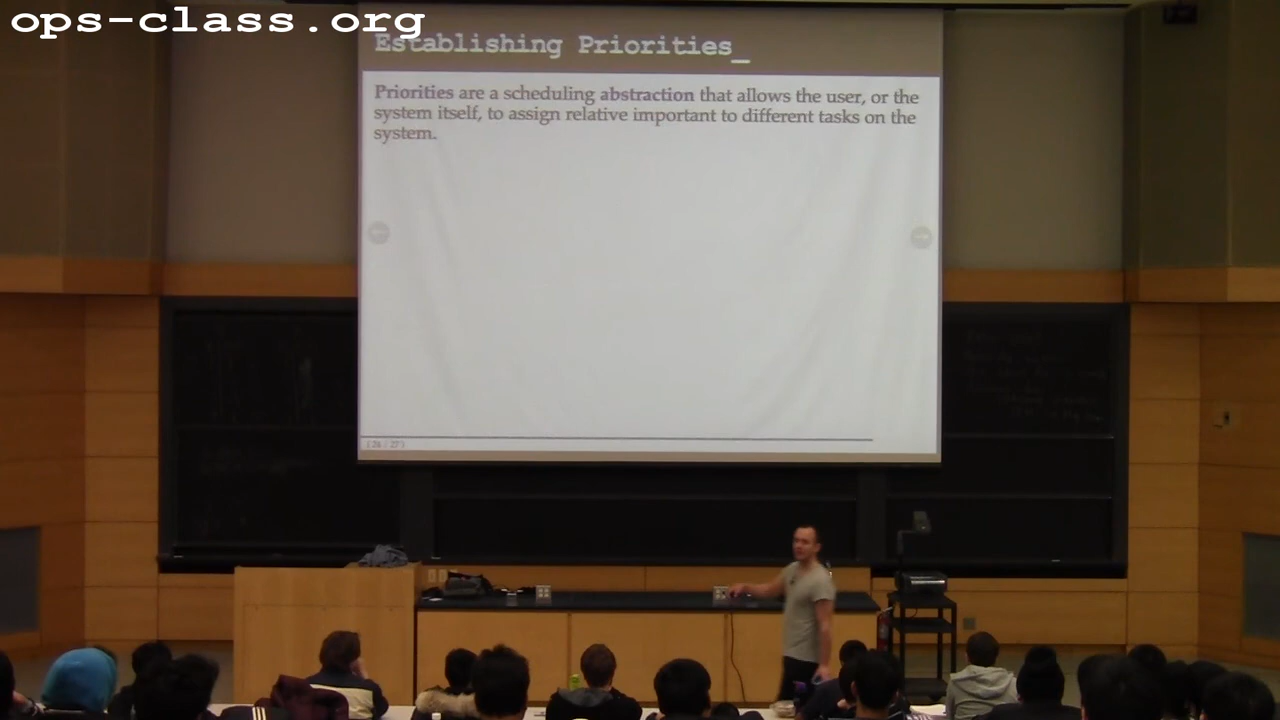 ops-class.org
Establishing Priorities_
Priorities are a scheduling abstraction that allows the user, or the
system itself, to assign relative important to different tasks on the
system.